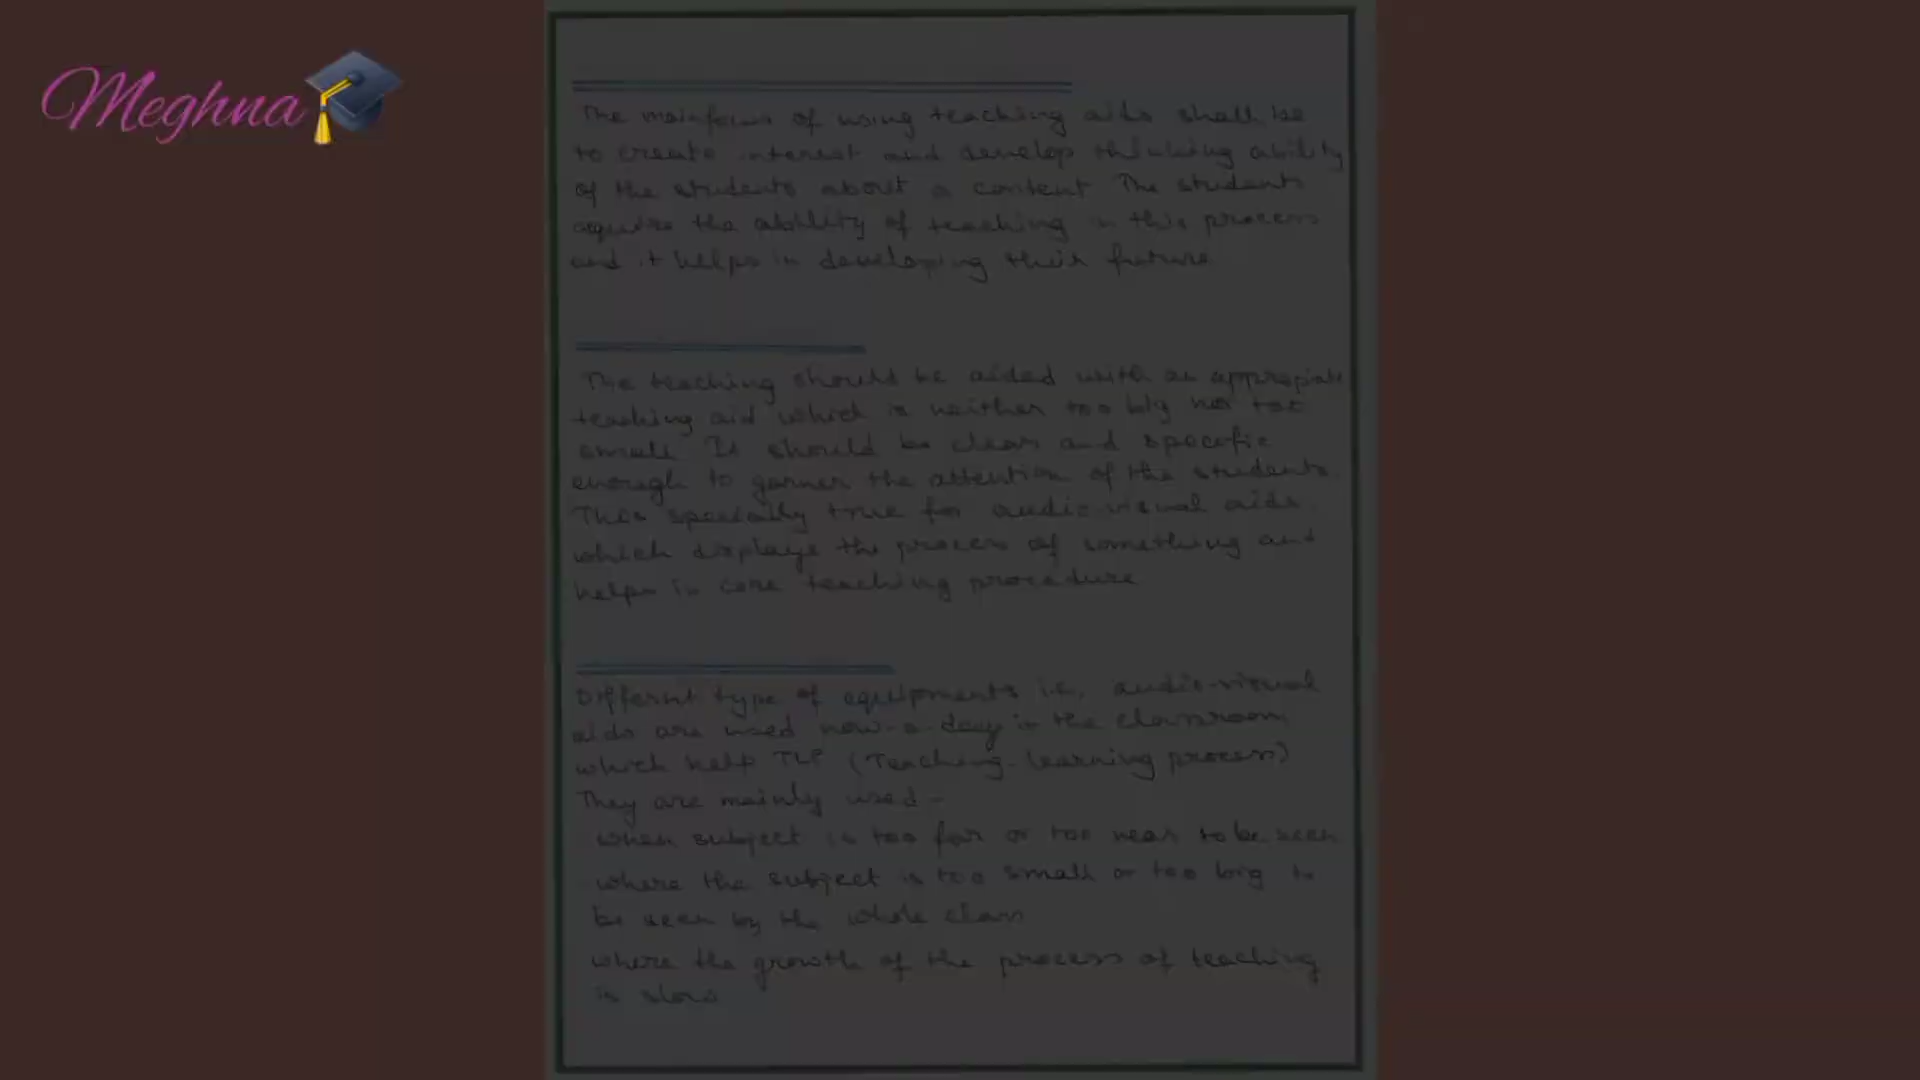 Meghna
The main focus of using teaching aids shall be
to create interest and develop thinking ability
of the students about a content The students
acquire the ability of teaching in this process
and it helps in developing their future
The teaching should be aided with an appropiate
teaching aid which is neither too big nor too
small It should be clear and specific
enough to garner the attention of the students.
This specially true for audio-visual aids
which displays the process of something and
helps in core teaching procedure
Different type of equipments i.e. audio-visual
aids are used now-a-day in the classroom
which help TLP (Teaching-learning process)
They are mainly used -
when subject is too far or too near to be seen
where the subject is too small or too big to
be seen by the whole class
where the growth of the process of teaching
is slow